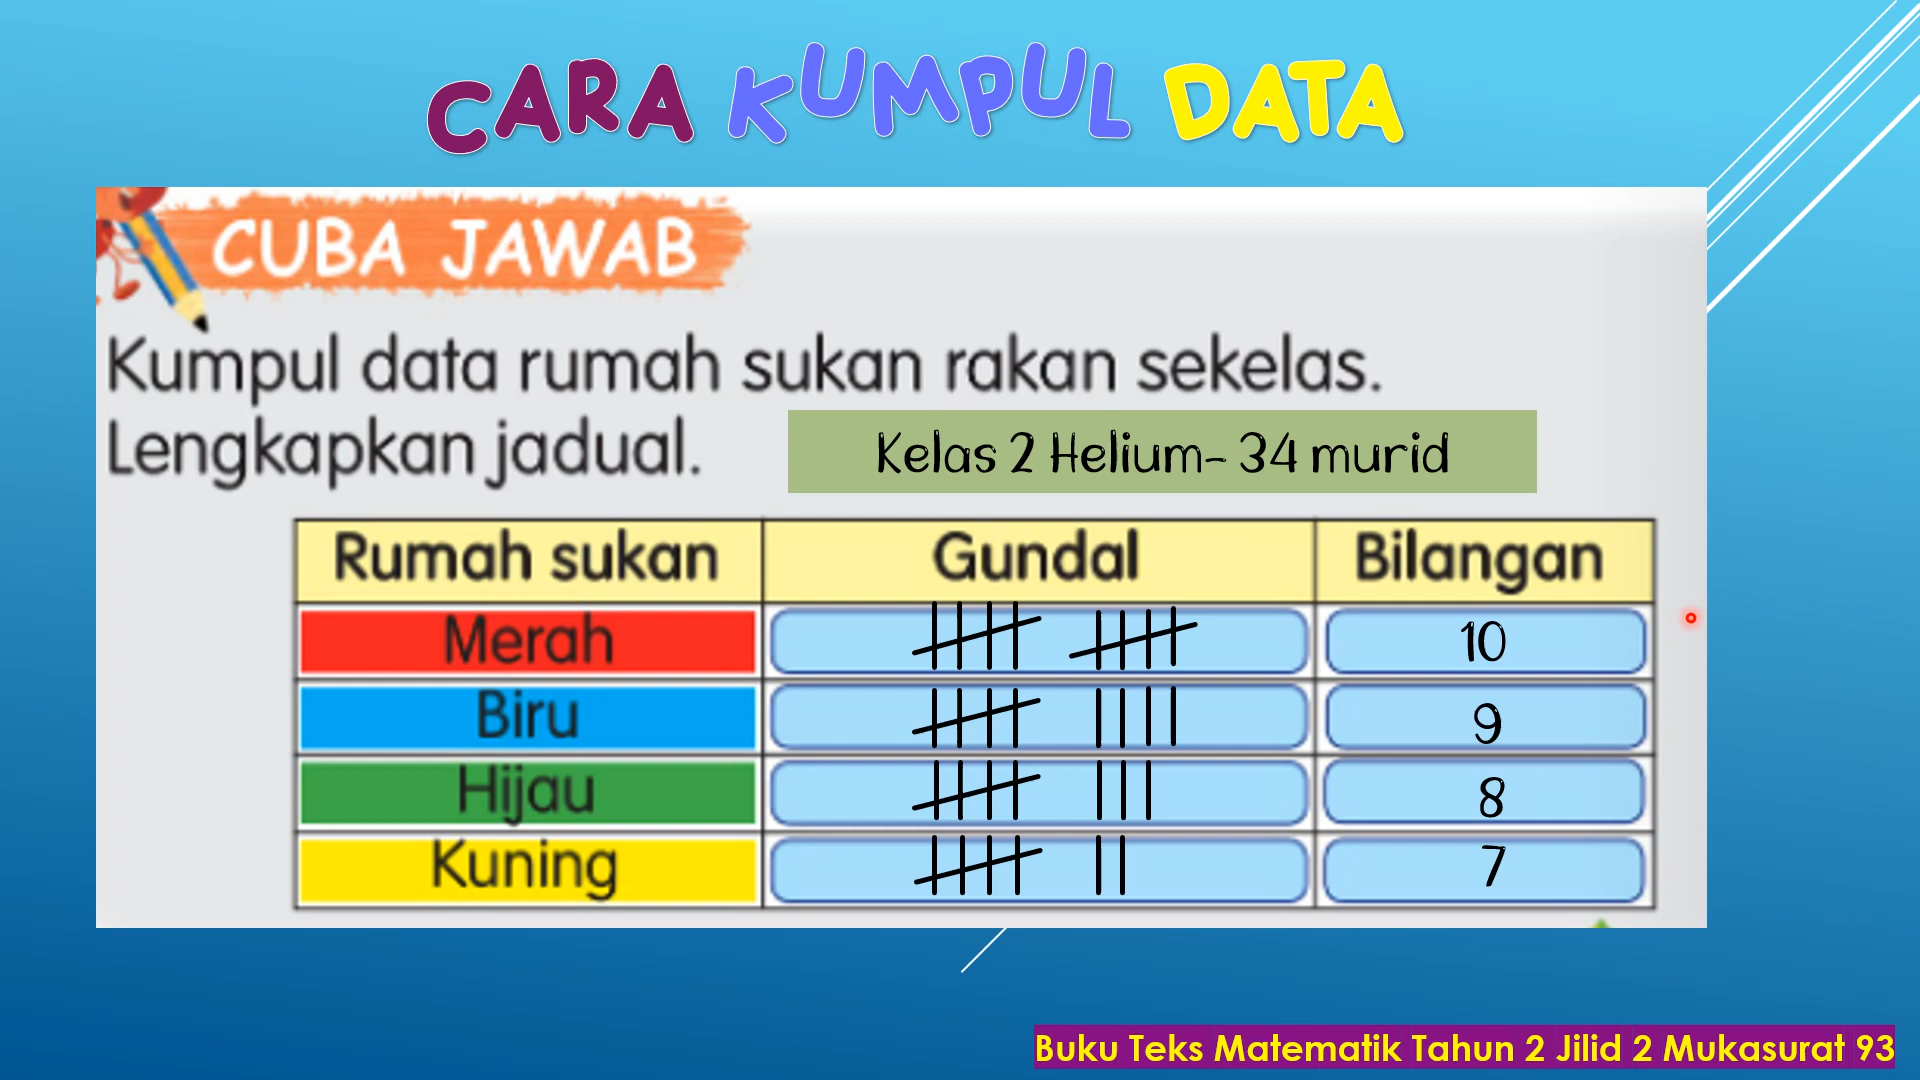 CARA KUMPUL DATA
CUBA JAWAB
Kumpul data rumah sukan rakan sekelas.
Lengkapkan jadual.
Kelas 2 Helium- 34 murid
Rumah sukan Gundal Bilangan
Merah 10
Biru 9
Hijau 8
Kuning 7
Buku Teks Matematik Tahun 2 Jilid 2 Mukasurat 93